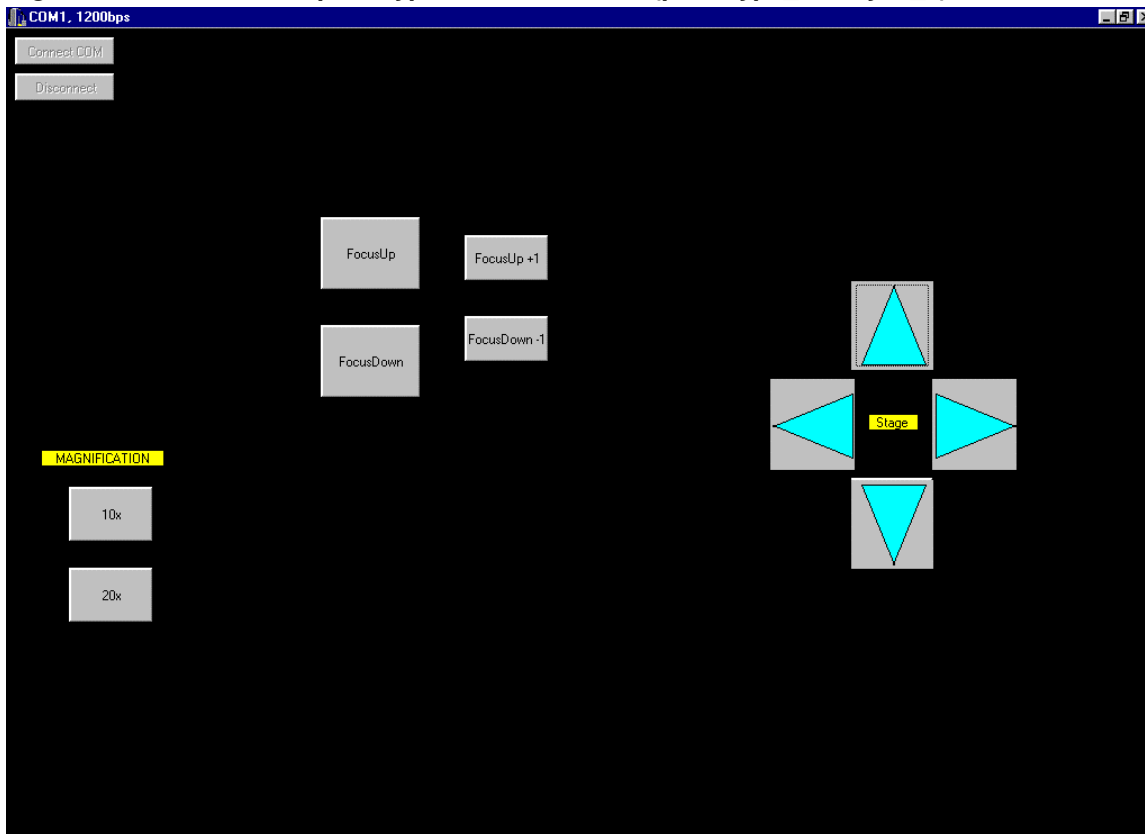 COM1, 1200bps
Connect COM
Disconnect
FocusUp
FocusUp +1
FocusDown
FocusDown -1
Stage
MAGNIFICATION
10x
20x